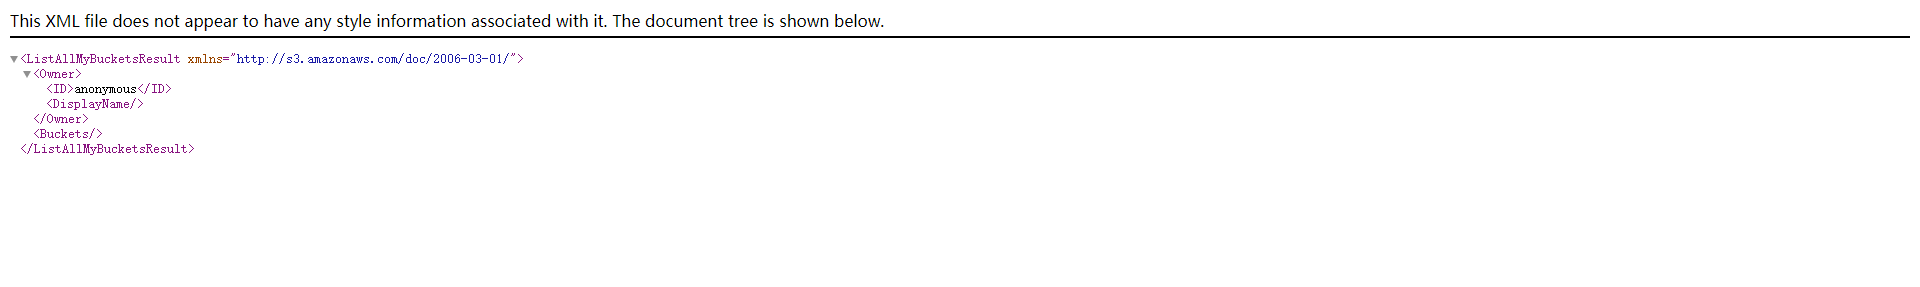 This XML file does not appear to have any style information associated with it. The document tree is shown below.
▼<ListAllMyBucketsResult xmlns="http://s3.amazonaws.com/doc/2006-03-01/">
▼<Owner>
<ID>anonymous</ID>
<DisplayName/>
</Owner>
<Buckets/>
</ListAllMyBucketsResult>